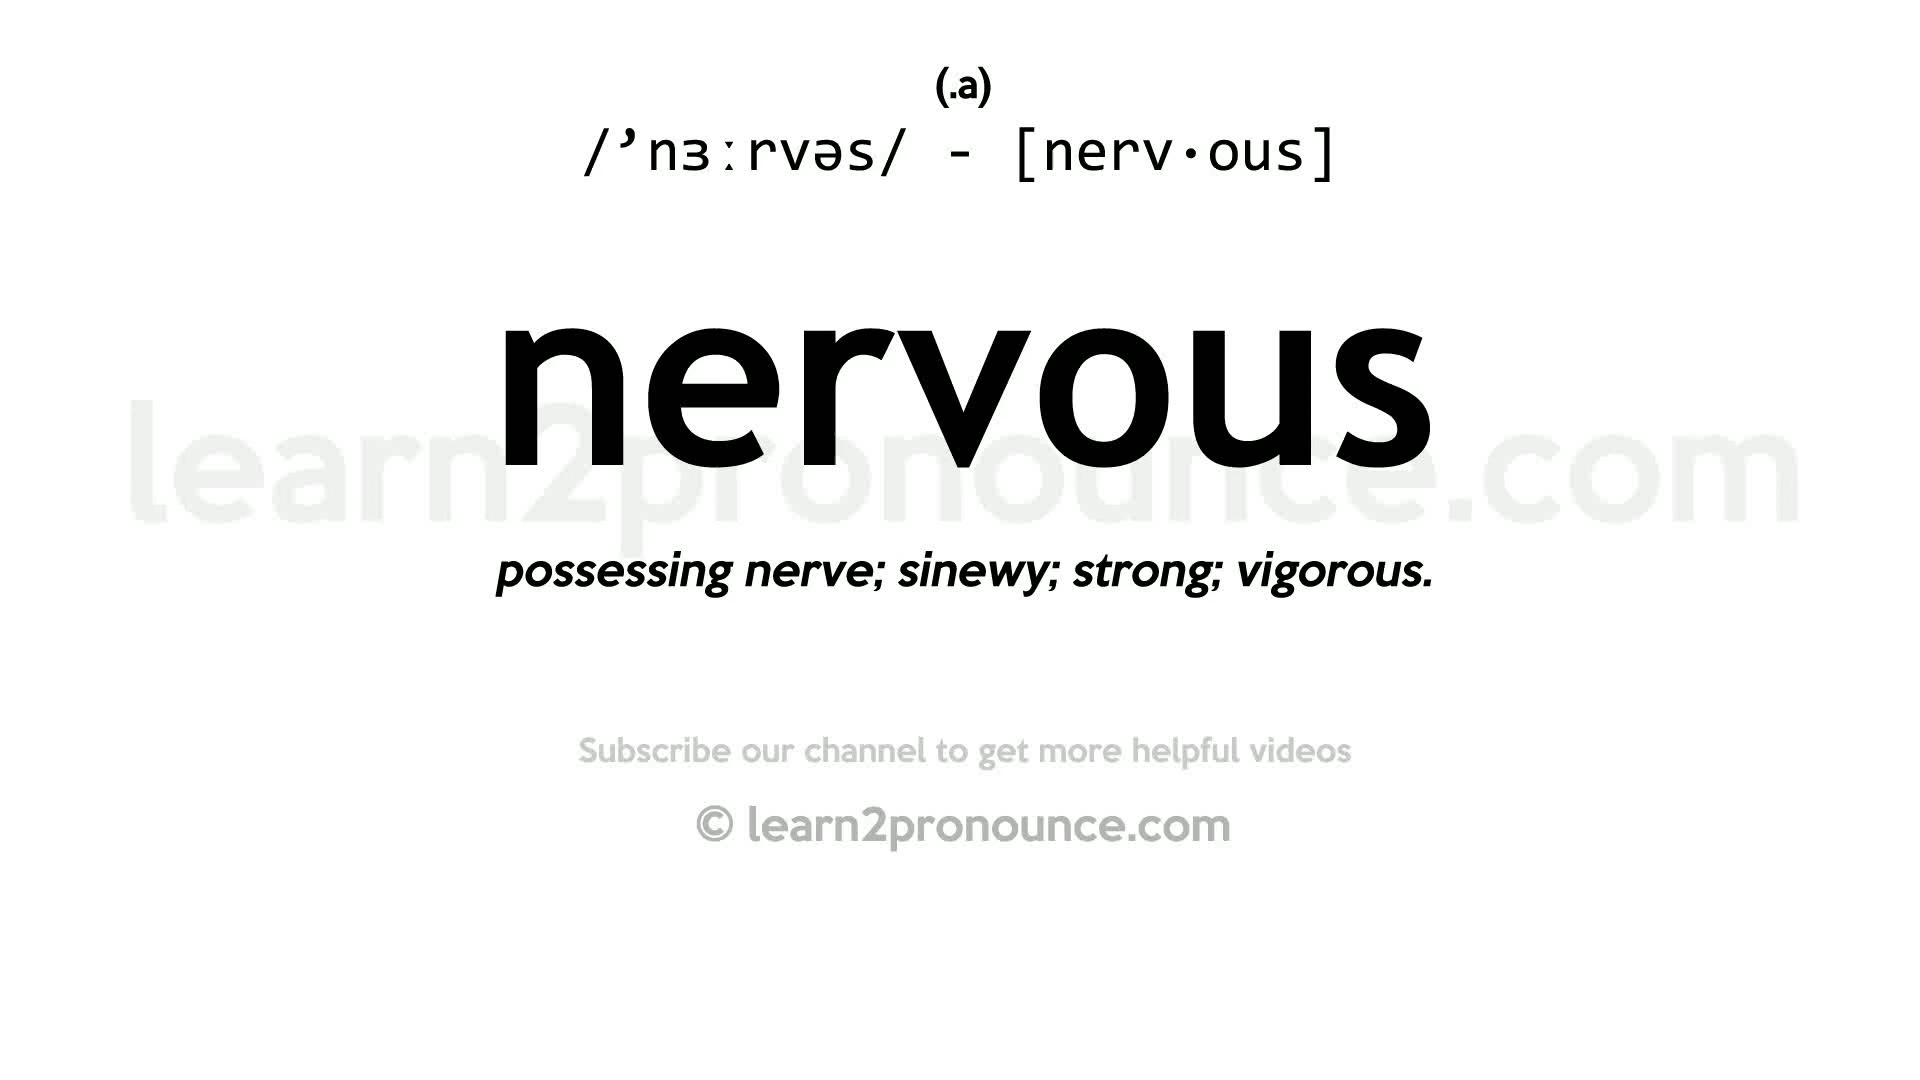 (.a)
/’nɜːrvəs/ - [nerv·ous]
nervous
learn2pronounce.com
possessing nerve; sinewy; strong; vigorous.
Subscribe our channel to get more helpful videos
© learn2pronounce.com